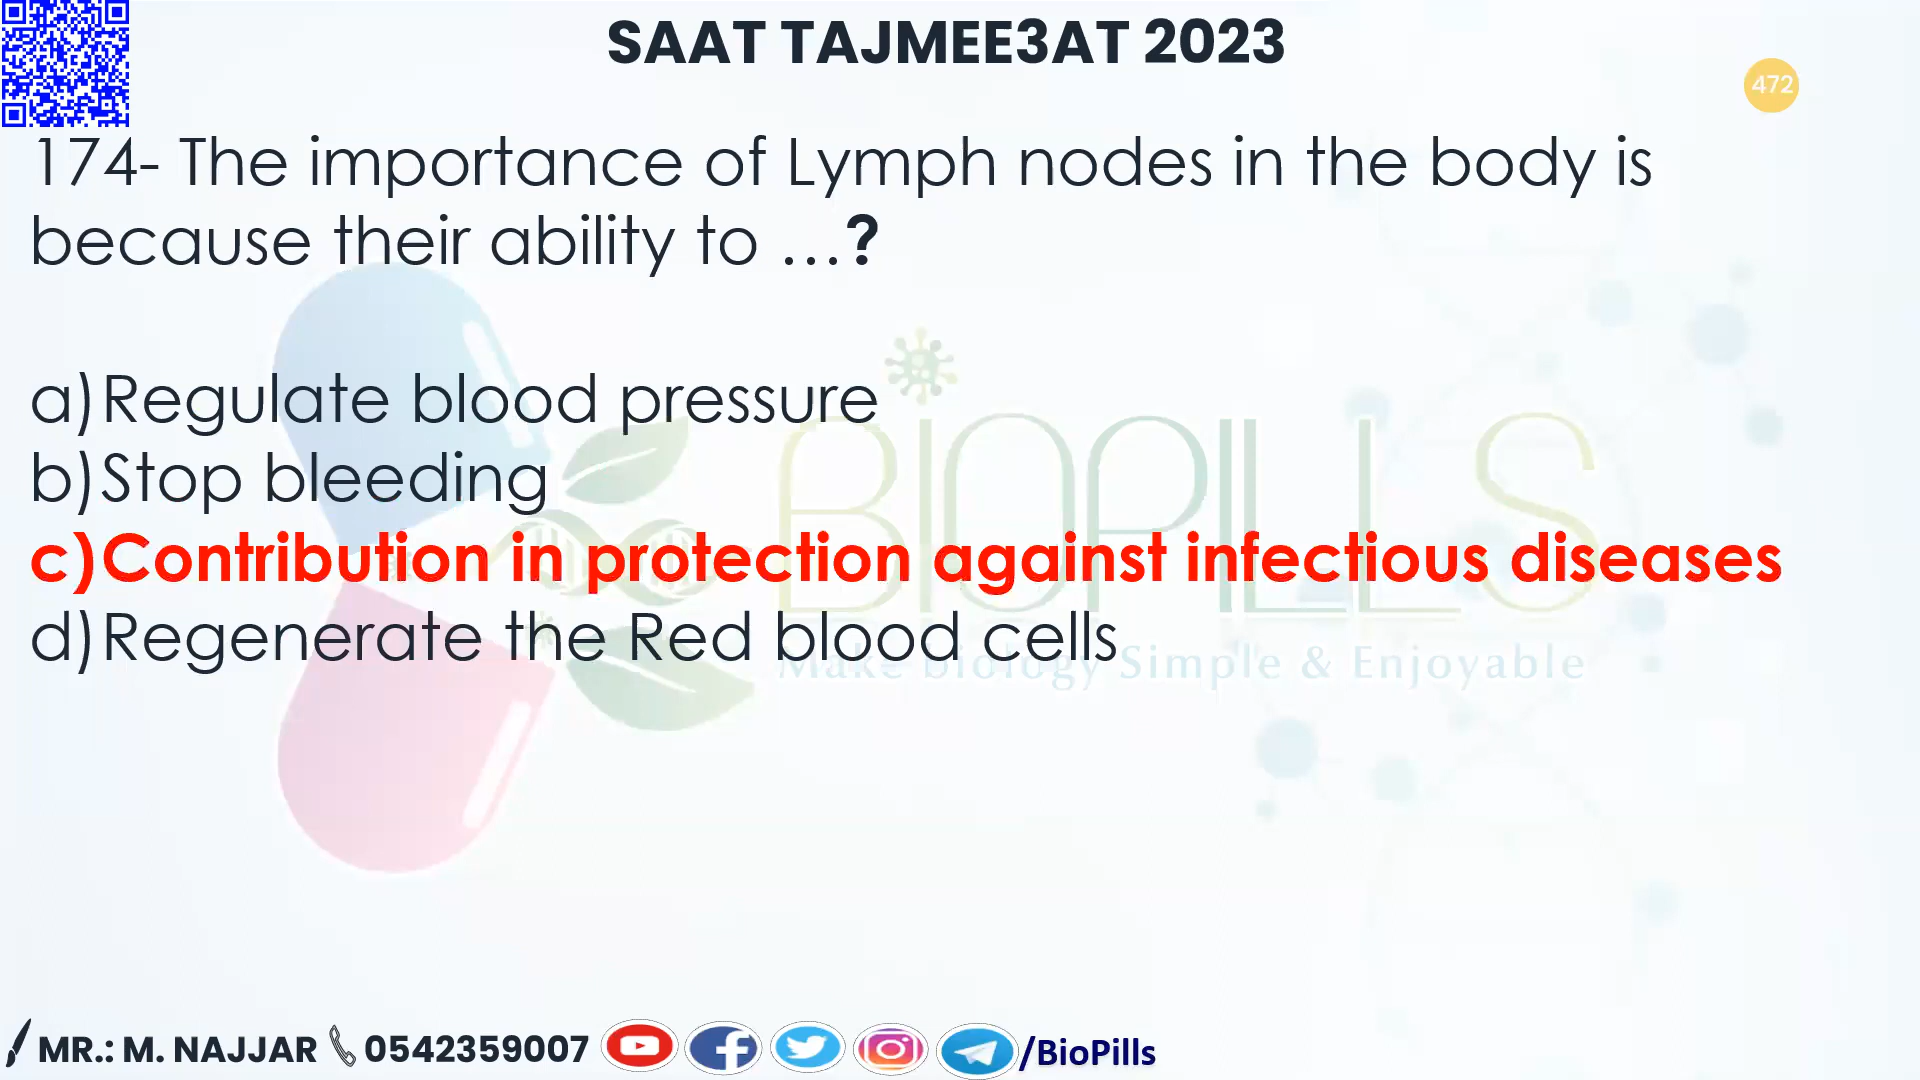 SAAT TAJMEE3AT 2023
472
174- The importance of Lymph nodes in the body is
because their ability to ...?
a)Regulate blood pressure
b)Stop bleeding
c)Contribution in protection against infectious diseases
d)Regenerate the Red blood cells
BIOPILLS
Make biology Simple & Enjoyable
MR.: M. NAJJAR 0542359007 /BioPills